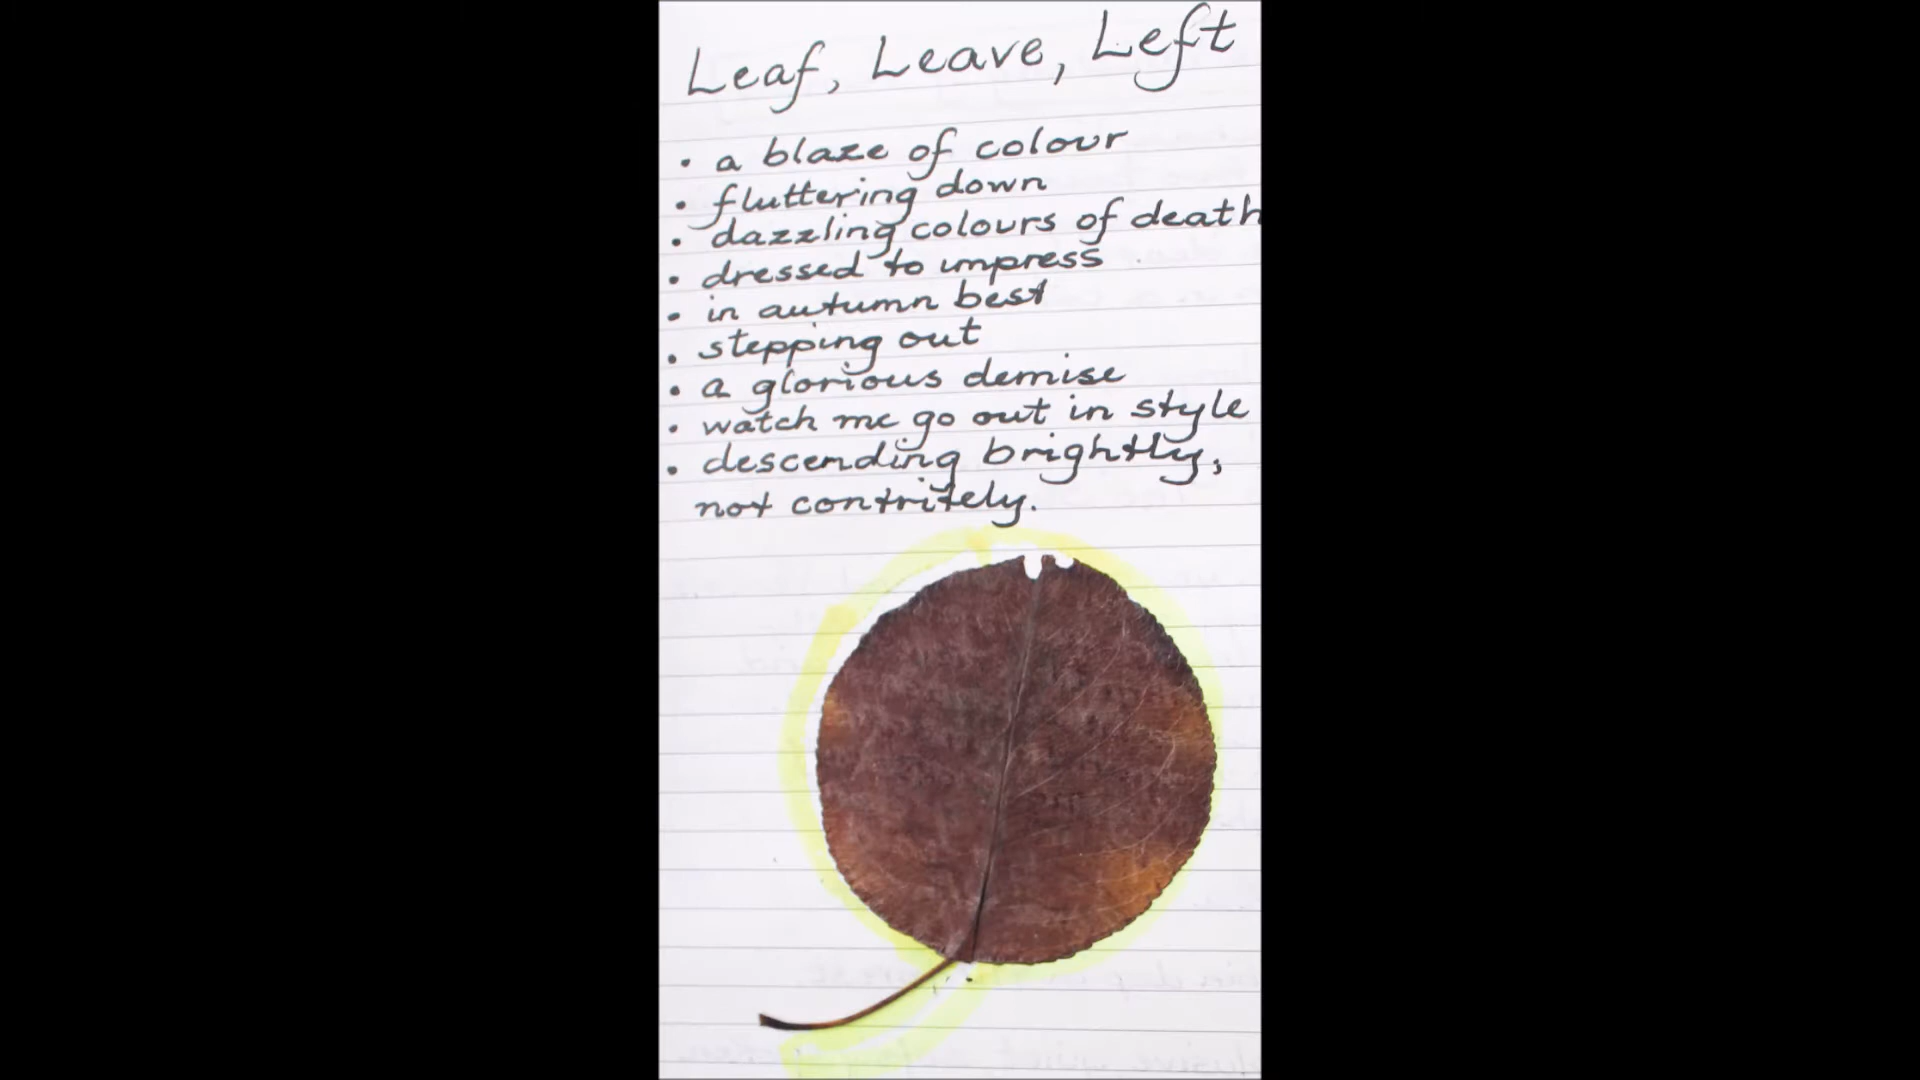 Leaf, Leave, Left
• a blaze of colour
• fluttering down
• dazzling colours of death
• dressed to impress
• in autumn best
• stepping out
• a glorious demise
• watch me go out in style
• descending brightly,
not contritely.